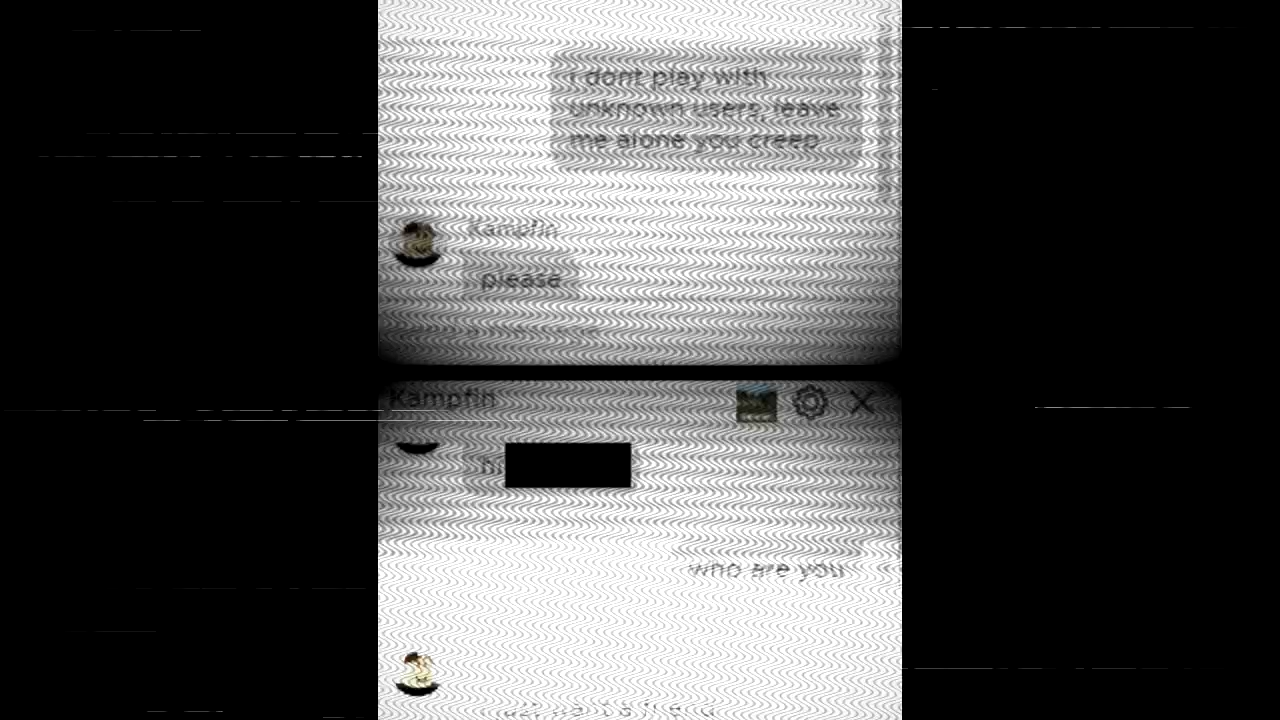 i dont play with
unknown users, leave
me alone you creep
Kampfin
please
Kampfin
hi
who are you